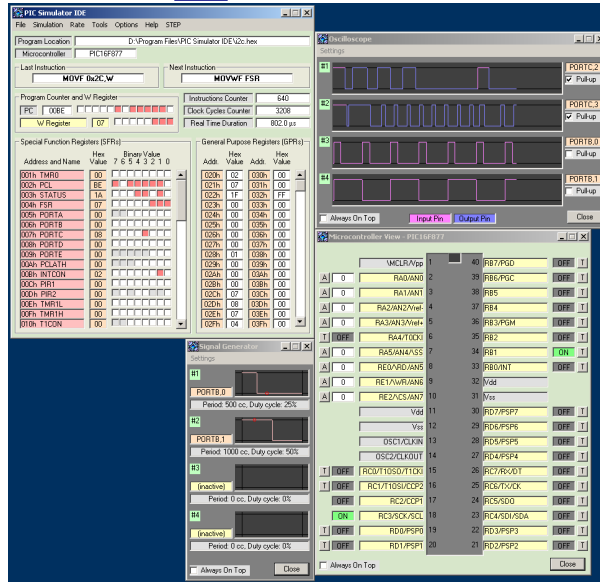 PIC Simulator IDE
File Simulation Rate Tools Options Help STEP
Program Location D:\Program Files\PIC Simulator IDE\i2c.hex
Microcontroller PIC16F877
Last Instruction
MOVF 0x2C,W
Next Instruction
MOVWF FSR
Program Counter and W Register
PC 00BE
W Register 07
Instructions Counter 640
Clock Cycles Counter 3208
Real Time Duration 802.0 µs
Special Function Registers (SFRs)
Address and Name Hex Value Binary Value 7 6 5 4 3 2 1 0
001h TMR0 00
002h PCL BE
003h STATUS 1A
004h FSR 07
005h PORTA 00
006h PORTB 00
007h PORTC 08
008h PORTD 00
009h PORTE 00
00Ah PCLATH 00
00Bh INTCON 02
00Ch PIR1 00
00Dh PIR2 00
00Eh TMR1L 00
00Fh TMR1H 00
010h T1CON 00
General Purpose Registers (GPRs)
Addr. Hex Value Addr. Hex Value
020h 02 030h 00
021h 07 031h 00
022h 1F 032h FF
023h 00 033h 00
024h 00 034h 00
025h 00 035h 00
026h 00 036h 00
027h 00 037h 00
028h 01 038h 00
029h 00 039h 00
02Ah 00 03Ah 00
02Bh 00 03Bh 00
02Ch 07 03Ch 00
02Dh 08 03Dh 00
02Eh 07 03Eh 00
02Fh 04 03Fh 00
Oscilloscope
Settings
#1 PORTC,2
Pull-up
#2 PORTC,3
Pull-up
#3 PORTB,0
Pull-up
#4 PORTB,1
Pull-up
Always On Top Input Pin Output Pin Close
Signal Generator
Settings
#1
PORTB,0
Period: 500 cc, Duty cycle: 25%
#2
PORTB,1
Period: 1000 cc, Duty cycle: 50%
#3
(inactive)
Period: 0 cc, Duty cycle: 0%
#4
(inactive)
Period: 0 cc, Duty cycle: 0%
Always On Top Close
Microcontroller View - PIC16F877
\MCLR/Vpp 1 40 RB7/PGD OFF T
A 0 RA0/AN0 2 39 RB6/PGC OFF T
A 0 RA1/AN1 3 38 RB5 OFF T
A 0 RA2/AN2/Vref- 4 37 RB4 OFF T
A 0 RA3/AN3/Vref+ 5 36 RB3/PGM OFF T
T OFF RA4/T0CKI 6 35 RB2 OFF T
A 0 RA5/AN4/\SS 7 34 RB1 ON T
A 0 RE0/\RD/AN5 8 33 RB0/INT OFF T
A 0 RE1/\WR/AN6 9 32 Vdd
A 0 RE2/\CS/AN7 10 31 Vss
Vdd 11 30 RD7/PSP7 OFF T
Vss 12 29 RD6/PSP6 OFF T
OSC1/CLKIN 13 28 RD5/PSP5 OFF T
OSC2/CLKOUT 14 27 RD4/PSP4 OFF T
T OFF RC0/T1OSO/T1CKI 15 26 RC7/RX/DT OFF T
T OFF RC1/T1OSI/CCP2 16 25 RC6/TX/CK OFF T
OFF RC2/CCP1 17 24 RC5/SDO OFF T
ON RC3/SCK/SCL 18 23 RC4/SDI/SDA OFF T
T OFF RD0/PSP0 19 22 RD3/PSP3 OFF T
T OFF RD1/PSP1 20 21 RD2/PSP2 OFF T
Always On Top Close